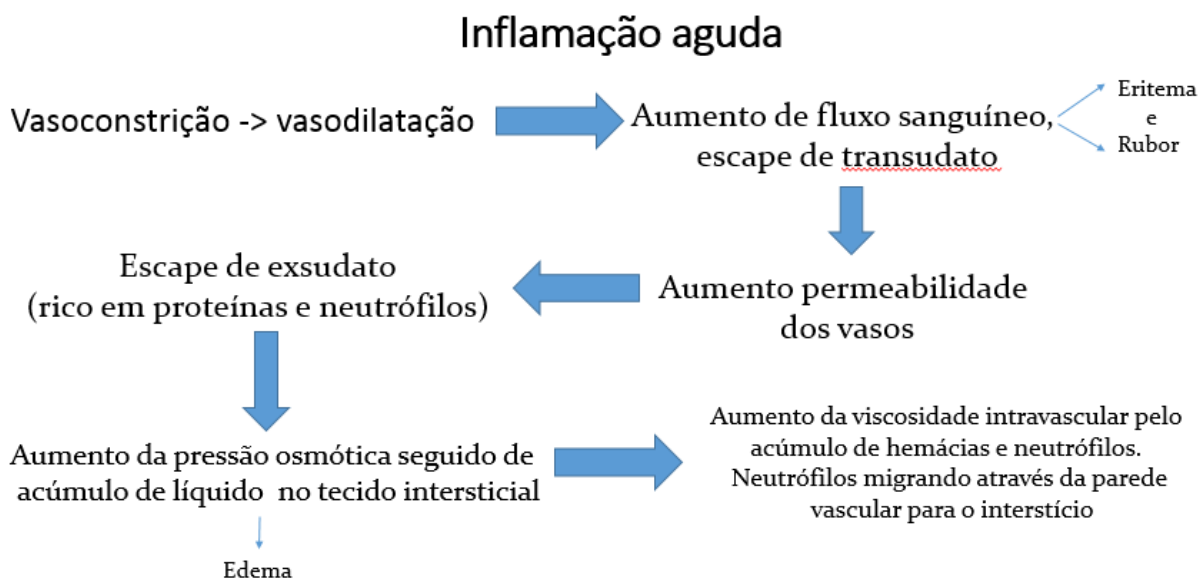 Inflamação aguda
Vasoconstrição -> vasodilatação
Aumento de fluxo sanguíneo,
escape de transudato
Eritema
e
Rubor
Aumento permeabilidade
dos vasos
Escape de exsudato
(rico em proteínas e neutrófilos)
Aumento da pressão osmótica seguido de
acúmulo de líquido no tecido intersticial
Edema
Aumento da viscosidade intravascular pelo
acúmulo de hemácias e neutrófilos.
Neutrófilos migrando através da parede
vascular para o interstício